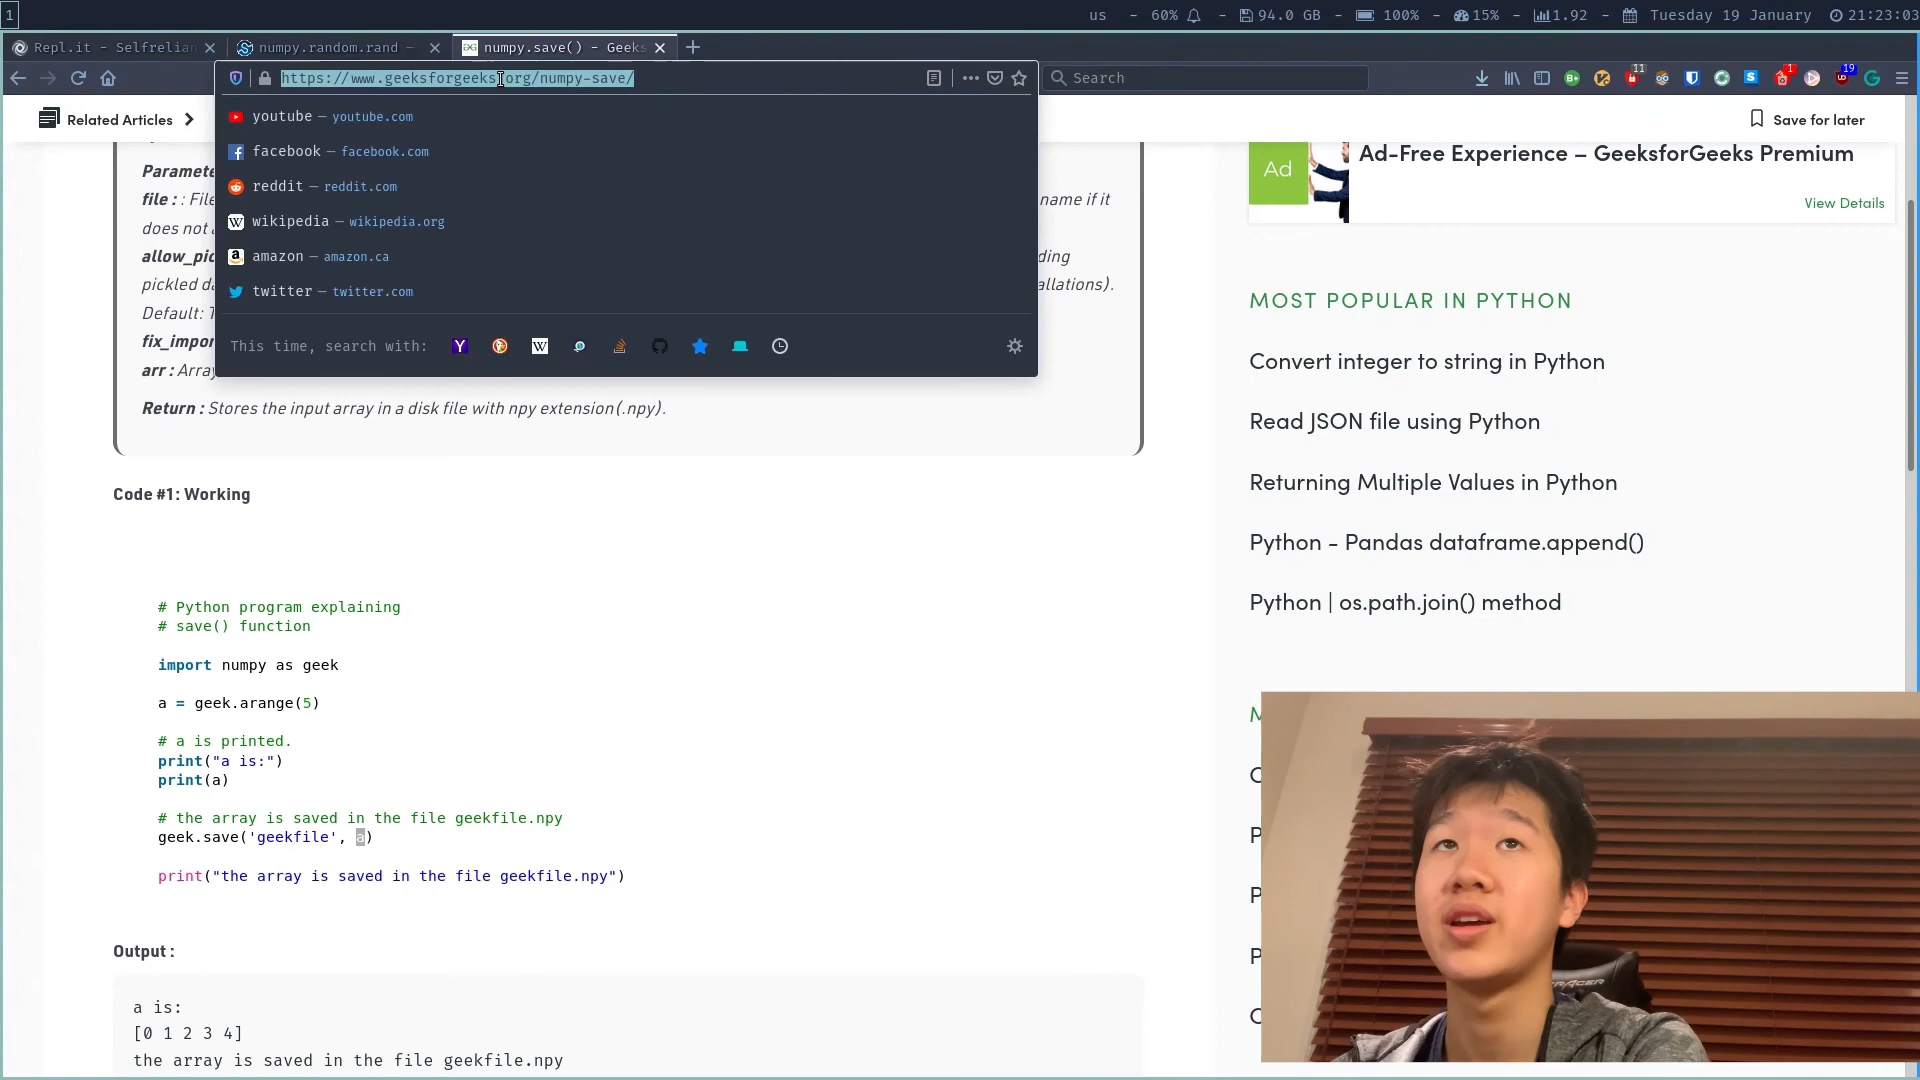 1
us - 60% - 94.0 GB - 100% - 15% - 1.92 - Tuesday 19 January 21:23:03
Repl.it - Selfrelian
numpy.random.rand —
numpy.save() - Geeks
https://www.geeksforgeeks.org/numpy-save/
Search
11
1
19
youtube — youtube.com
facebook — facebook.com
reddit — reddit.com
wikipedia — wikipedia.org
amazon — amazon.ca
twitter — twitter.com
This time, search with:
Related Articles
Save for later
Paramete
file : : File
name if it
does not a
allow_pic
ding
pickled da
allations).
Default: T
fix_impor
arr : Array
Return : Stores the input array in a disk file with npy extension(.npy).
Code #1: Working
# Python program explaining
# save() function
import numpy as geek
a = geek.arange(5)
# a is printed.
print("a is:")
print(a)
# the array is saved in the file geekfile.npy
geek.save('geekfile', a)
print("the array is saved in the file geekfile.npy")
Output :
a is:
[0 1 2 3 4]
the array is saved in the file geekfile.npy
Ad
Ad-Free Experience – GeeksforGeeks Premium
View Details
MOST POPULAR IN PYTHON
Convert integer to string in Python
Read JSON file using Python
Returning Multiple Values in Python
Python - Pandas dataframe.append()
Python | os.path.join() method